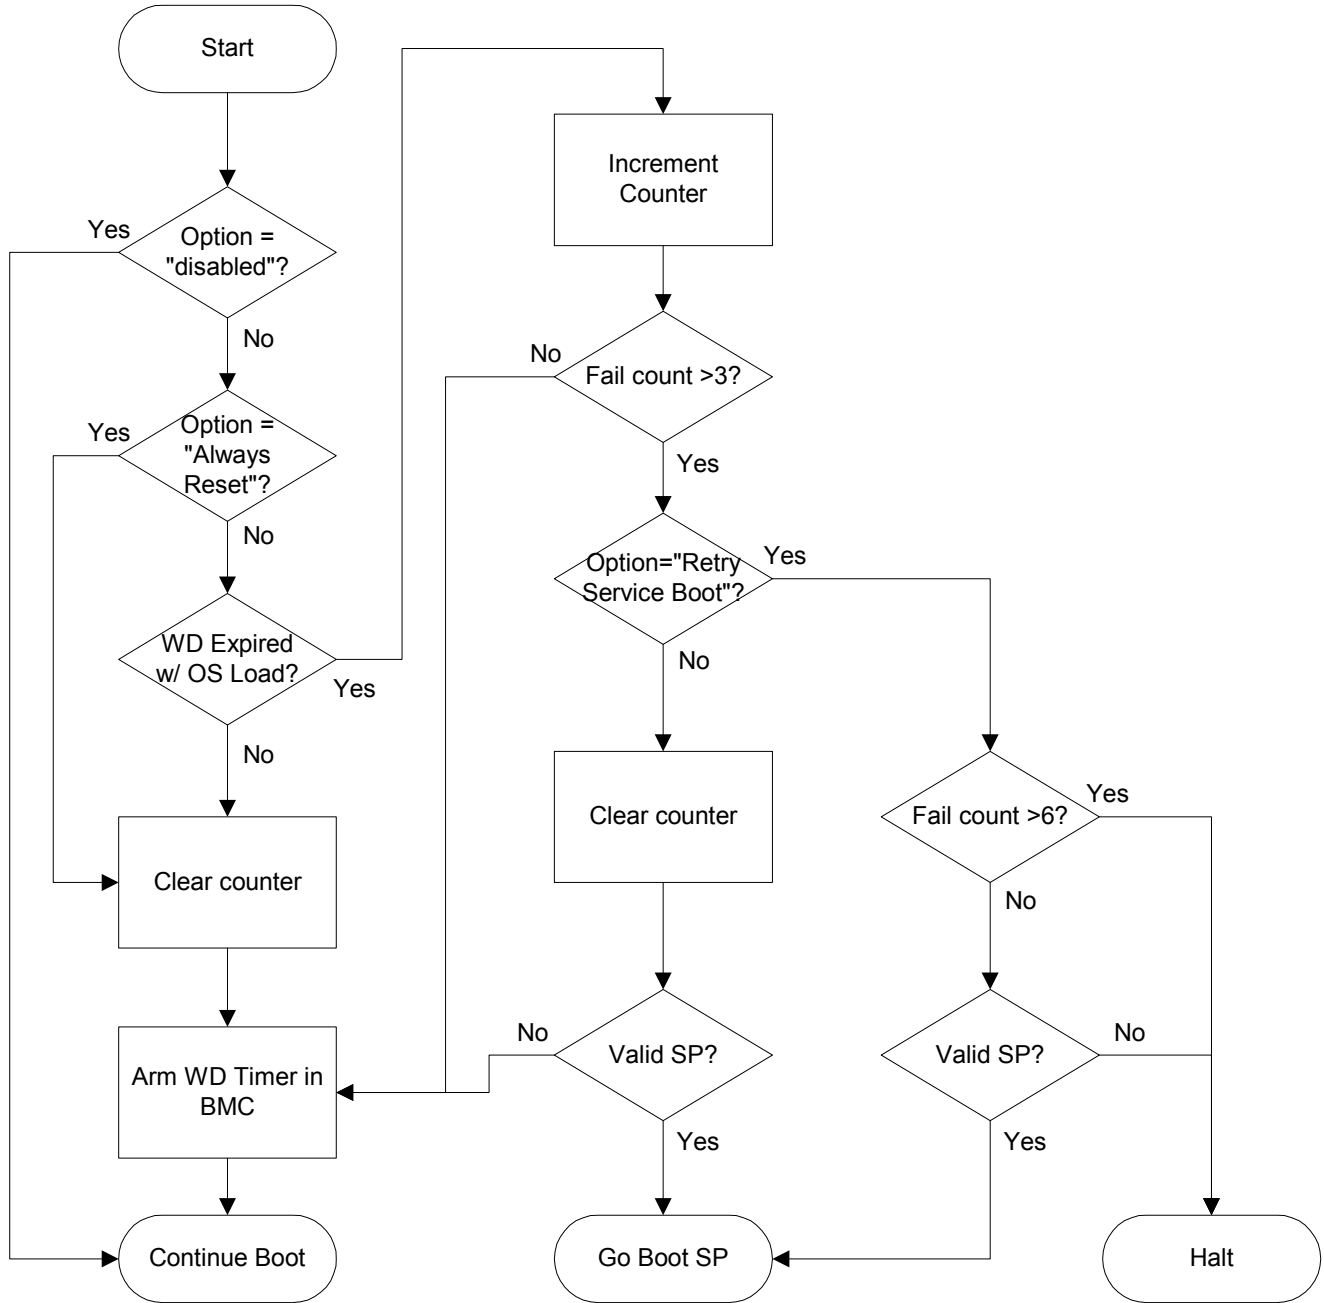 Start
Yes
Option =
"disabled"?
No
Yes
Option =
"Always
Reset"?
No
WD Expired
w/ OS Load?
Yes
No
Clear counter
Arm WD Timer in
BMC
Continue Boot
Increment
Counter
No
Fail count >3?
Yes
Option="Retry
Service Boot"?
Yes
No
Clear counter
No
Valid SP?
Yes
Go Boot SP
Fail count >6?
Yes
No
Valid SP?
No
Yes
Halt